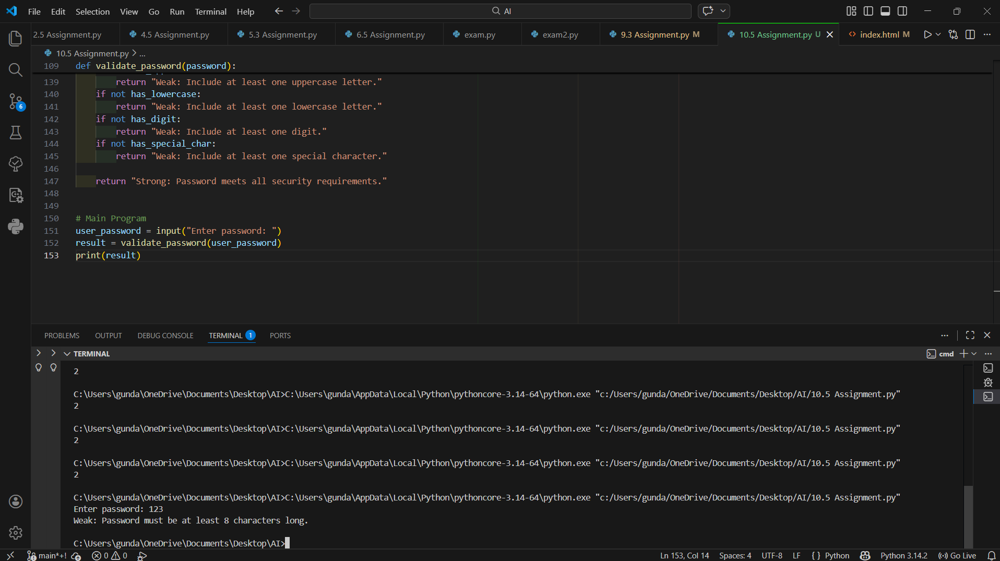 File Edit Selection View Go Run Terminal Help
AI
2.5 Assignment.py
4.5 Assignment.py
5.3 Assignment.py
6.5 Assignment.py
exam.py
exam2.py
9.3 Assignment.py M
10.5 Assignment.py U
index.html M
10.5 Assignment.py > ...
109 def validate_password(password):
139 return "Weak: Include at least one uppercase letter."
140 if not has_lowercase:
141 return "Weak: Include at least one lowercase letter."
142 if not has_digit:
143 return "Weak: Include at least one digit."
144 if not has_special_char:
145 return "Weak: Include at least one special character."
146
147 return "Strong: Password meets all security requirements."
148
149
150 # Main Program
151 user_password = input("Enter password: ")
152 result = validate_password(user_password)
153 print(result)
6
PROBLEMS OUTPUT DEBUG CONSOLE TERMINAL 1 PORTS
TERMINAL
cmd
2
C:\Users\gunda\OneDrive\Documents\Desktop\AI>C:\Users\gunda\AppData\Local\Python\pythoncore-3.14-64\python.exe "c:/Users/gunda/OneDrive/Documents/Desktop/AI/10.5 Assignment.py"
2
C:\Users\gunda\OneDrive\Documents\Desktop\AI>C:\Users\gunda\AppData\Local\Python\pythoncore-3.14-64\python.exe "c:/Users/gunda/OneDrive/Documents/Desktop/AI/10.5 Assignment.py"
2
C:\Users\gunda\OneDrive\Documents\Desktop\AI>C:\Users\gunda\AppData\Local\Python\pythoncore-3.14-64\python.exe "c:/Users/gunda/OneDrive/Documents/Desktop/AI/10.5 Assignment.py"
2
C:\Users\gunda\OneDrive\Documents\Desktop\AI>C:\Users\gunda\AppData\Local\Python\pythoncore-3.14-64\python.exe "c:/Users/gunda/OneDrive/Documents/Desktop/AI/10.5 Assignment.py"
Enter password: 123
Weak: Password must be at least 8 characters long.
C:\Users\gunda\OneDrive\Documents\Desktop\AI>
main*+! 0 0 Ln 153, Col 14 Spaces: 4 UTF-8 LF {} Python Python 3.14.2 Go Live